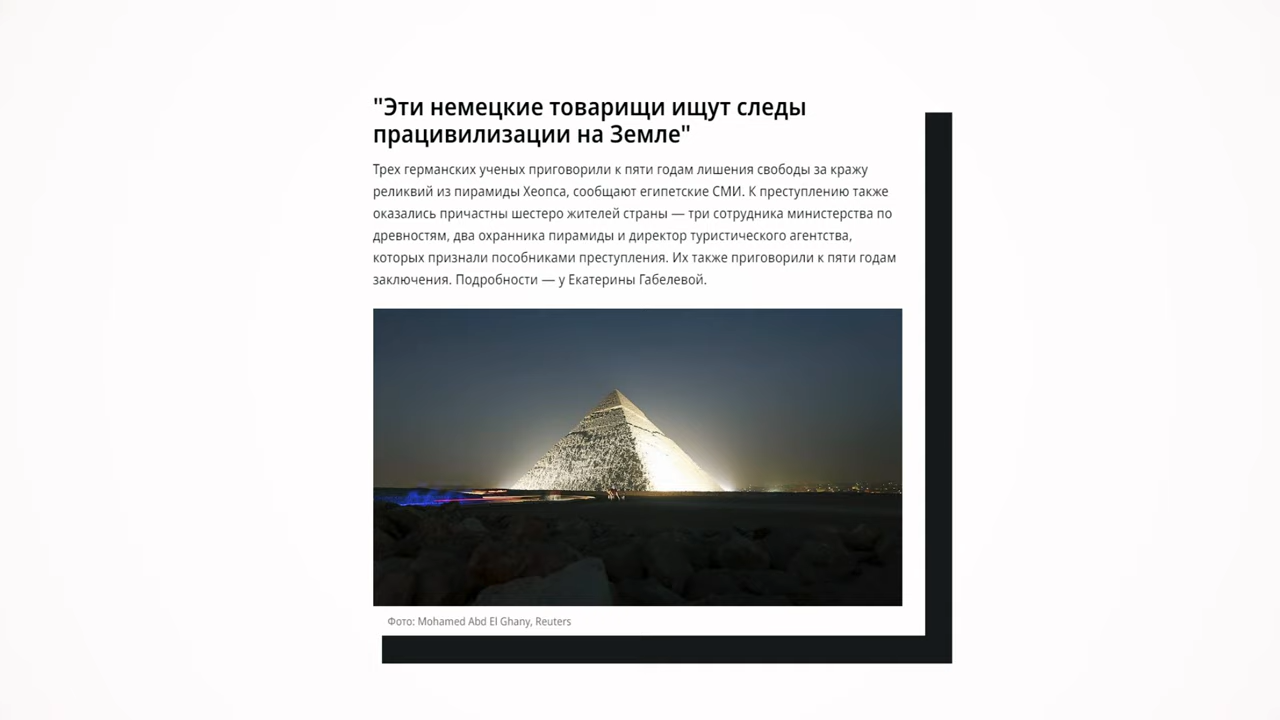 "Эти немецкие товарищи ищут следы
працивилизации на Земле"
Трех германских ученых приговорили к пяти годам лишения свободы за кражу
реликвий из пирамиды Хеопса, сообщают египетские СМИ. К преступлению также
оказались причастны шестеро жителей страны — три сотрудника министерства по
древностям, два охранника пирамиды и директор туристического агентства,
которых признали пособниками преступления. Их также приговорили к пяти годам
заключения. Подробности — у Екатерины Габелевой.
Фото: Mohamed Abd El Ghany, Reuters